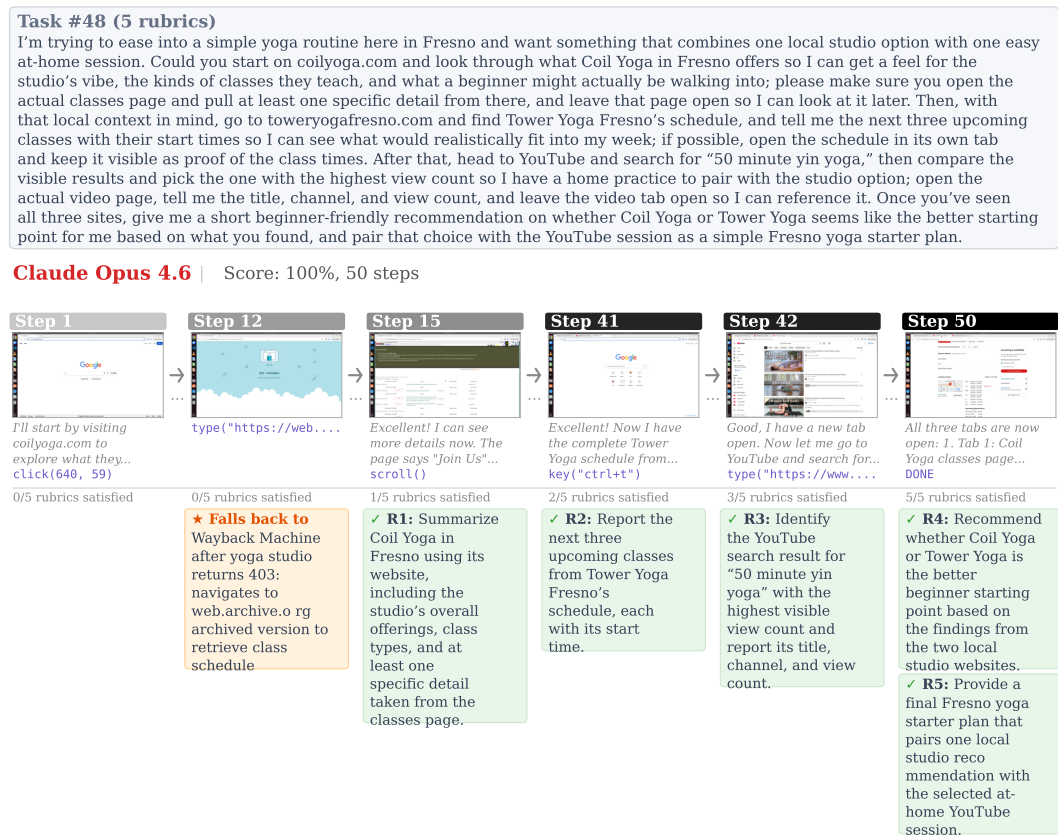 Task #48 (5 rubrics)
I'm trying to ease into a simple yoga routine here in Fresno and want something that combines one local studio option with one easy
at-home session. Could you start on coilyoga.com and look through what Coil Yoga in Fresno offers so I can get a feel for the
studio's vibe, the kinds of classes they teach, and what a beginner might actually be walking into; please make sure you open the
actual classes page and pull at least one specific detail from there, and leave that page open so I can look at it later. Then, with
that local context in mind, go to toweryogafresno.com and find Tower Yoga Fresno's schedule, and tell me the next three upcoming
classes with their start times so I can see what would realistically fit into my week; if possible, open the schedule in its own tab
and keep it visible as proof of the class times. After that, head to YouTube and search for “50 minute yin yoga,” then compare the
visible results and pick the one with the highest view count so I have a home practice to pair with the studio option; open the
actual video page, tell me the title, channel, and view count, and leave the video tab open so I can reference it. Once you've seen
all three sites, give me a short beginner-friendly recommendation on whether Coil Yoga or Tower Yoga seems like the better starting
point for me based on what you found, and pair that choice with the YouTube session as a simple Fresno yoga starter plan.
Claude Opus 4.6 | Score: 100%, 50 steps
Step 1
Google
I'll start by visiting
coilyoga.com to
explore what they...
click(640, 59)
0/5 rubrics satisfied
→
...
Step 12
type("https://web....
0/5 rubrics satisfied
★ Falls back to
Wayback Machine
after yoga studio
returns 403:
navigates to
web.archive.o rg
archived version to
retrieve class
schedule
→
...
Step 15
Excellent! I can see
more details now. The
page says "Join Us"...
scroll()
1/5 rubrics satisfied
✓ R1: Summarize
Coil Yoga in
Fresno using its
website,
including the
studio's overall
offerings, class
types, and at
least one
specific detail
taken from the
classes page.
→
...
Step 41
Google
Excellent! Now I have
the complete Tower
Yoga schedule from...
key("ctrl+t")
2/5 rubrics satisfied
✓ R2: Report the
next three
upcoming classes
from Tower Yoga
Fresno's
schedule, each
with its start
time.
→
...
Step 42
Good, I have a new tab
open. Now let me go to
YouTube and search for...
type("https://www....
3/5 rubrics satisfied
✓ R3: Identify
the YouTube
search result for
“50 minute yin
yoga” with the
highest visible
view count and
report its title,
channel, and view
count.
→
...
Step 50
All three tabs are now
open: 1. Tab 1: Coil
Yoga classes page...
DONE
5/5 rubrics satisfied
✓ R4: Recommend
whether Coil Yoga
or Tower Yoga is
the better
beginner starting
point based on
the findings from
the two local
studio websites.
✓ R5: Provide a
final Fresno yoga
starter plan that
pairs one local
studio reco
mmendation with
the selected at-
home YouTube
session.